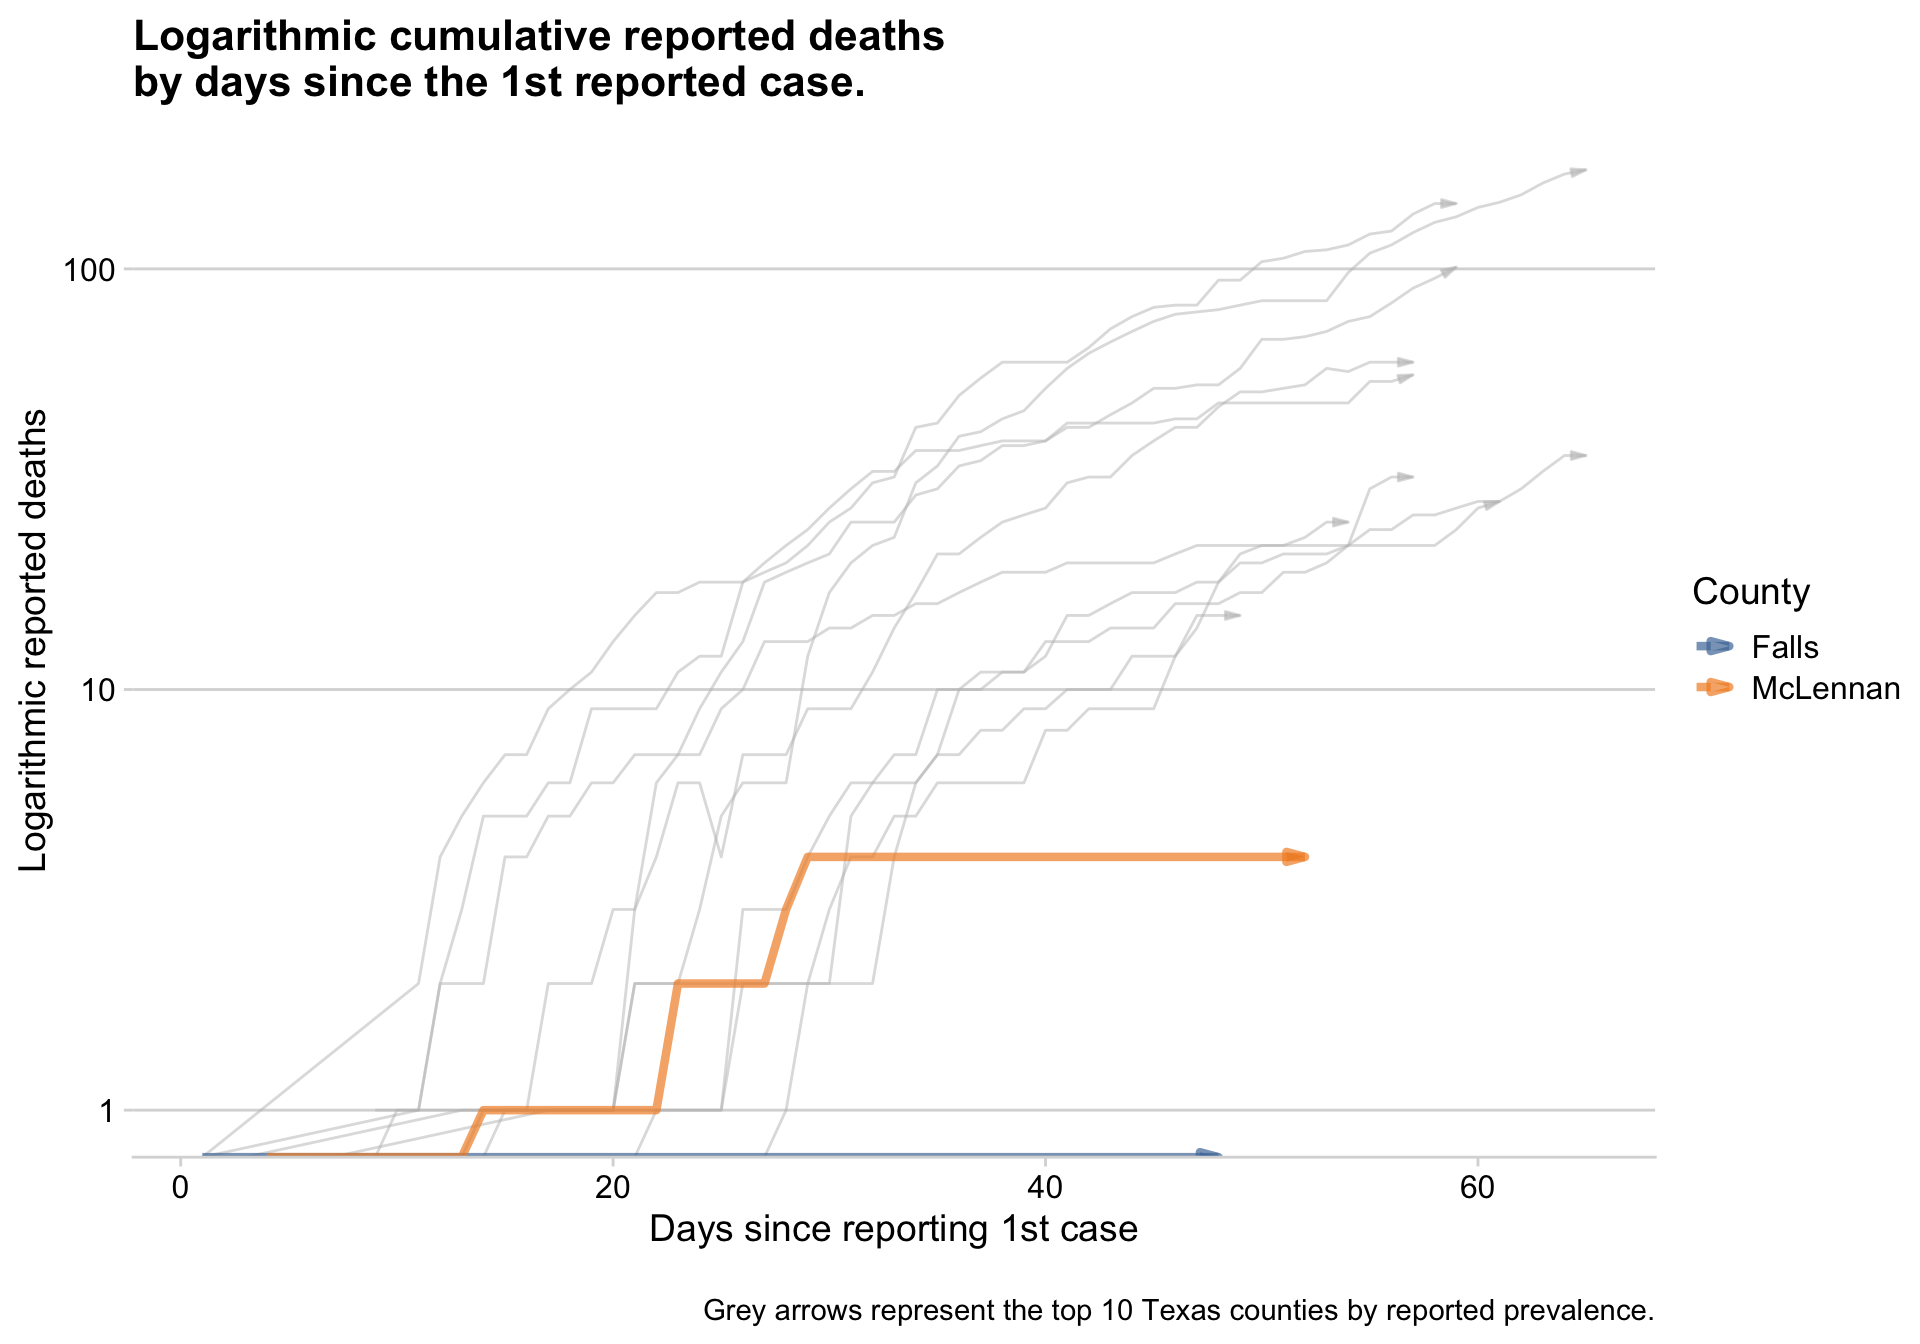 Logarithmic cumulative reported deaths
by days since the 1st reported case.
Logarithmic reported deaths
100
10
1
0
20
40
60
Days since reporting 1st case
County
Falls
McLennan
Grey arrows represent the top 10 Texas counties by reported prevalence.